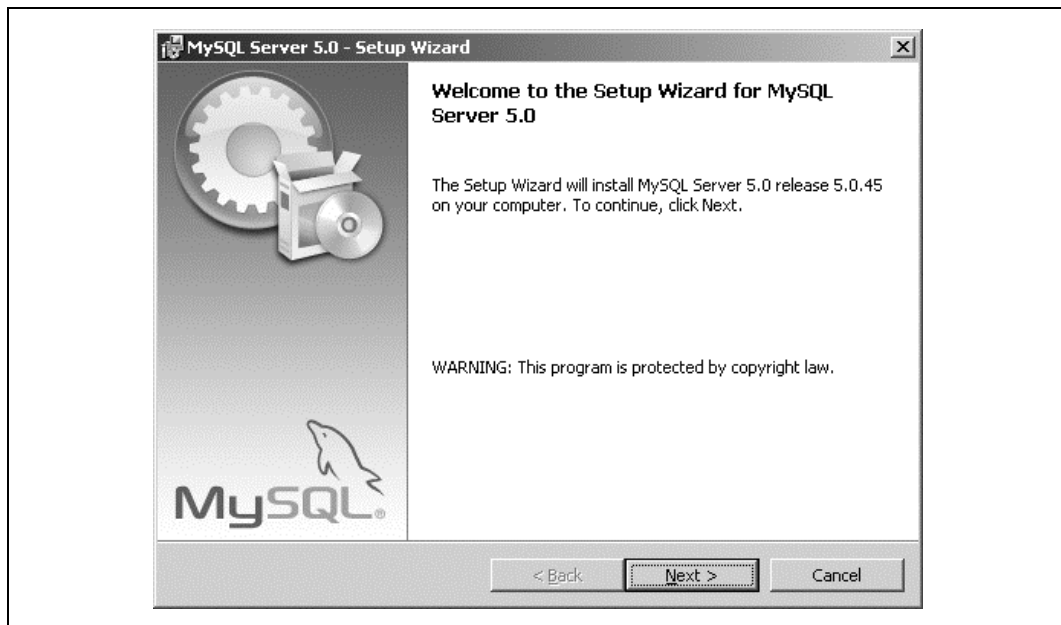 MySQL Server 5.0 - Setup Wizard
Welcome to the Setup Wizard for MySQL
Server 5.0
The Setup Wizard will install MySQL Server 5.0 release 5.0.45
on your computer. To continue, click Next.
WARNING: This program is protected by copyright law.
MySQL®
< Back
Next >
Cancel